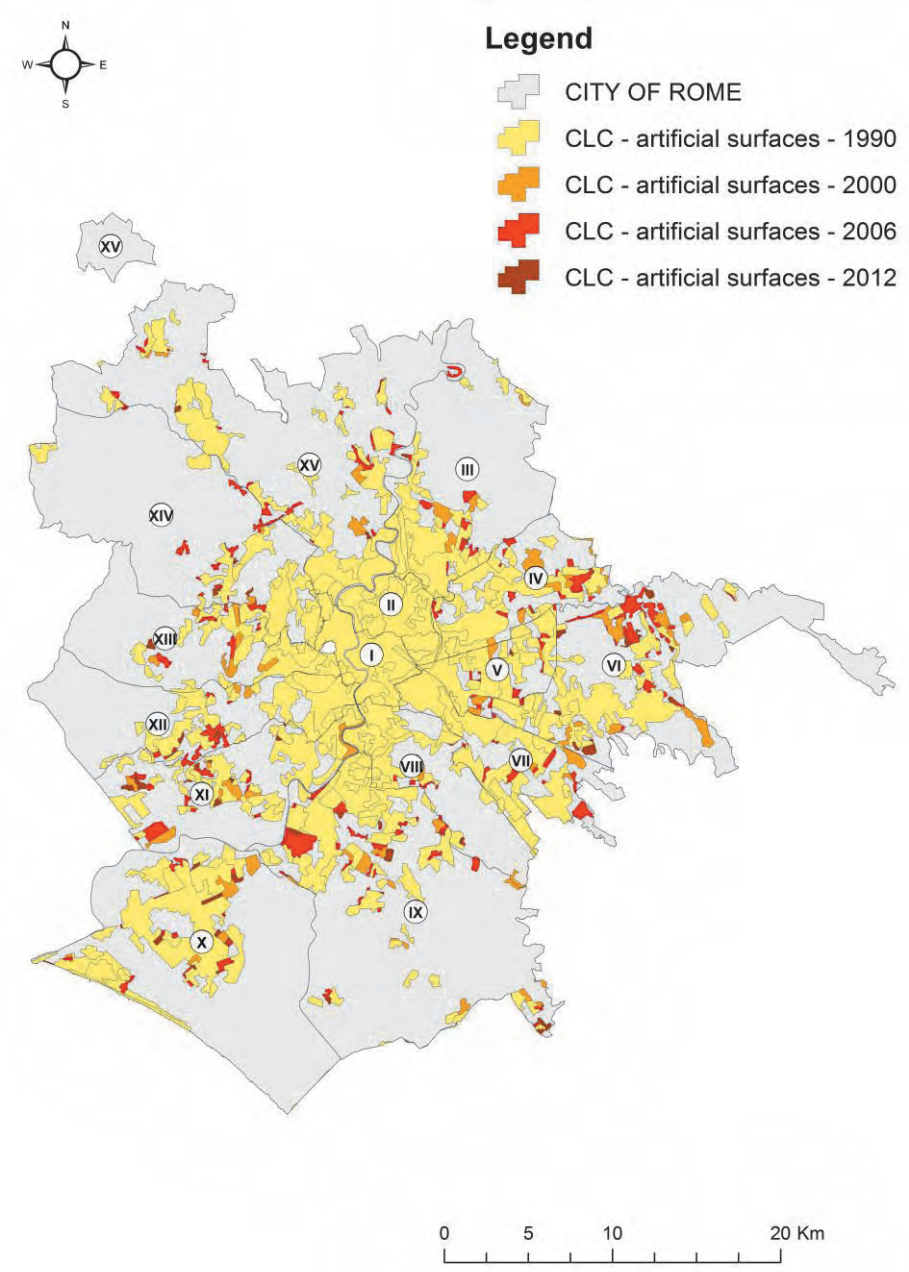 N
W E
S
Legend
CITY OF ROME
CLC - artificial surfaces - 1990
CLC - artificial surfaces - 2000
CLC - artificial surfaces - 2006
CLC - artificial surfaces - 2012
XV
XV
III
XIV
IV
II
XIII
I
V
VI
XII
VII
VIII
XI
IX
X
0 5 10 20 Km